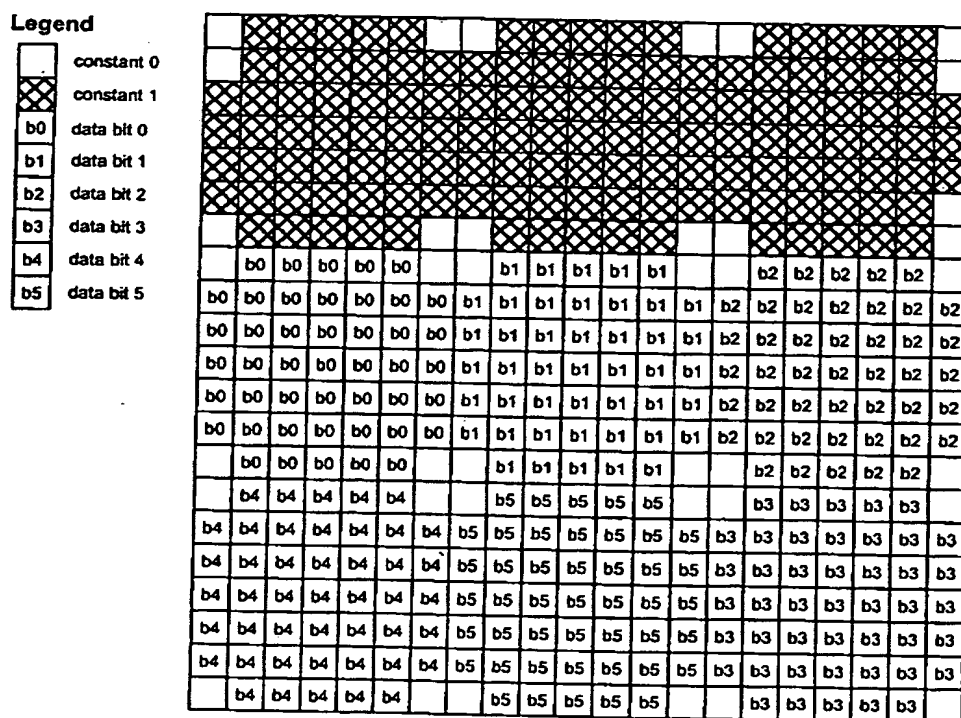 Legend
constant 0
constant 1
b0 data bit 0
b1 data bit 1
b2 data bit 2
b3 data bit 3
b4 data bit 4
b5 data bit 5
b0 b0 b0 b0 b0 b1 b1 b1 b1 b1 b2 b2 b2 b2 b2
b0 b0 b0 b0 b0 b0 b0 b1 b1 b1 b1 b1 b1 b1 b2 b2 b2 b2 b2 b2 b2
b0 b0 b0 b0 b0 b0 b0 b1 b1 b1 b1 b1 b1 b1 b2 b2 b2 b2 b2 b2 b2
b0 b0 b0 b0 b0 b0 b0 b1 b1 b1 b1 b1 b1 b1 b2 b2 b2 b2 b2 b2 b2
b0 b0 b0 b0 b0 b0 b0 b1 b1 b1 b1 b1 b1 b1 b2 b2 b2 b2 b2 b2 b2
b0 b0 b0 b0 b0 b0 b0 b1 b1 b1 b1 b1 b1 b1 b2 b2 b2 b2 b2 b2 b2
b0 b0 b0 b0 b0 b1 b1 b1 b1 b1 b2 b2 b2 b2 b2
b4 b4 b4 b4 b4 b5 b5 b5 b5 b5 b3 b3 b3 b3 b3
b4 b4 b4 b4 b4 b4 b4 b5 b5 b5 b5 b5 b5 b5 b3 b3 b3 b3 b3 b3 b3
b4 b4 b4 b4 b4 b4 b4 b5 b5 b5 b5 b5 b5 b5 b3 b3 b3 b3 b3 b3 b3
b4 b4 b4 b4 b4 b4 b4 b5 b5 b5 b5 b5 b5 b5 b3 b3 b3 b3 b3 b3 b3
b4 b4 b4 b4 b4 b4 b4 b5 b5 b5 b5 b5 b5 b5 b3 b3 b3 b3 b3 b3 b3
b4 b4 b4 b4 b4 b4 b4 b5 b5 b5 b5 b5 b5 b5 b3 b3 b3 b3 b3 b3 b3
b4 b4 b4 b4 b4 b5 b5 b5 b5 b5 b3 b3 b3 b3 b3